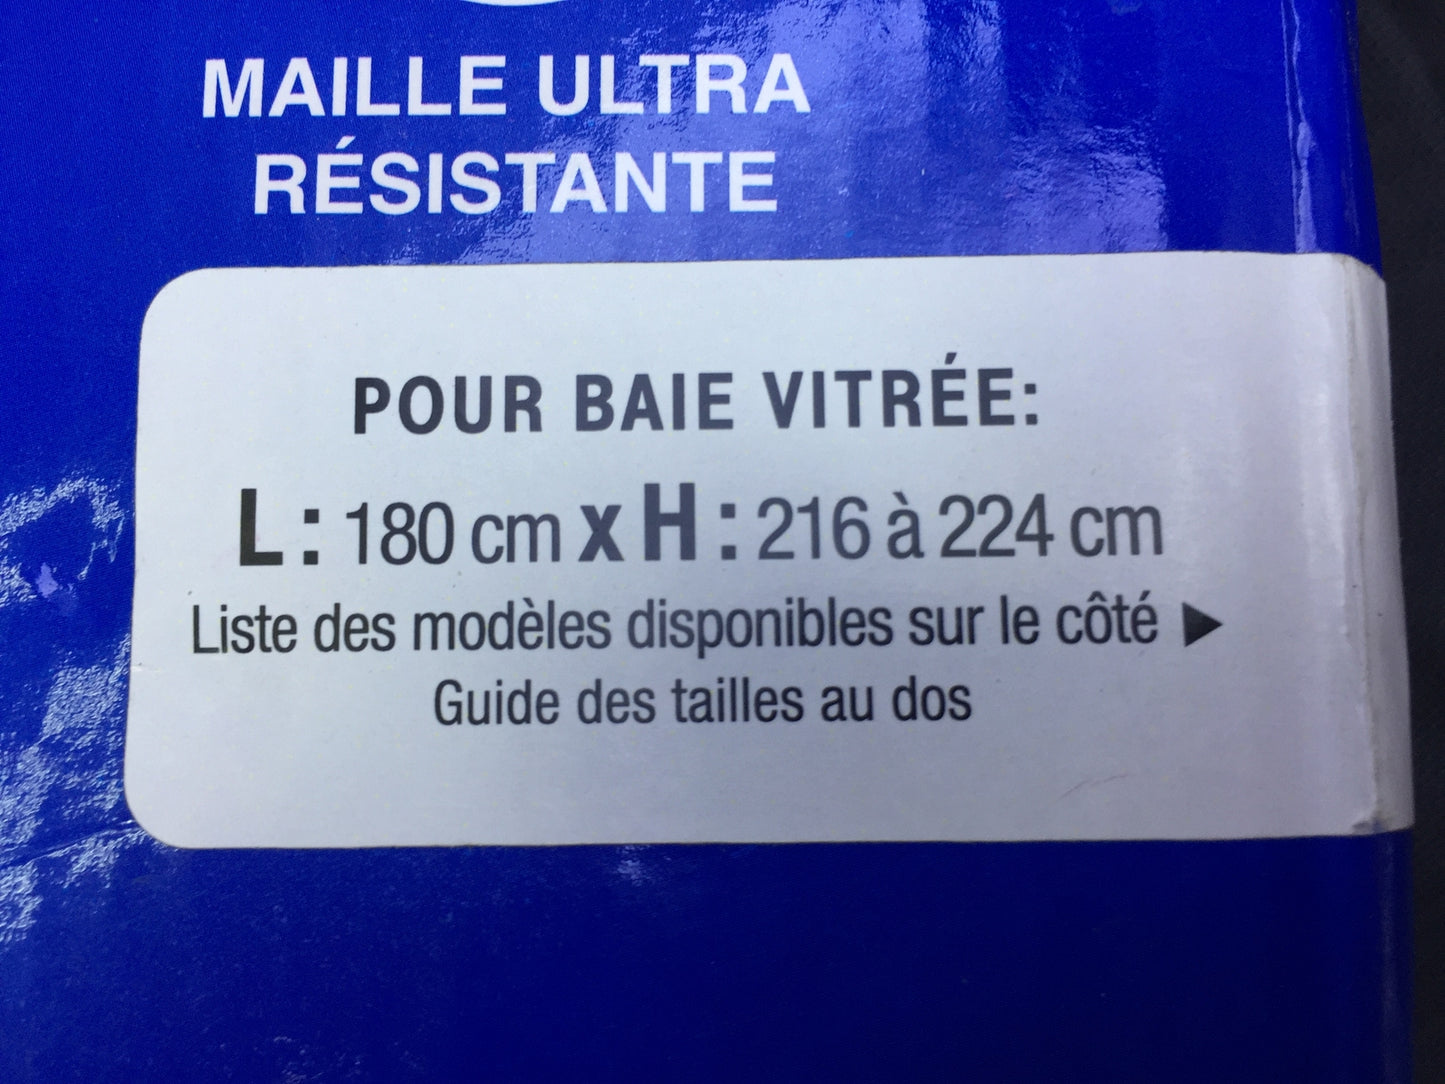 MAILLE ULTRA
RÉSISTANTE
POUR BAIE VITRÉE:
L : 180 cm x H : 216 à 224 cm
Liste des modèles disponibles sur le côté ▶
Guide des tailles au dos